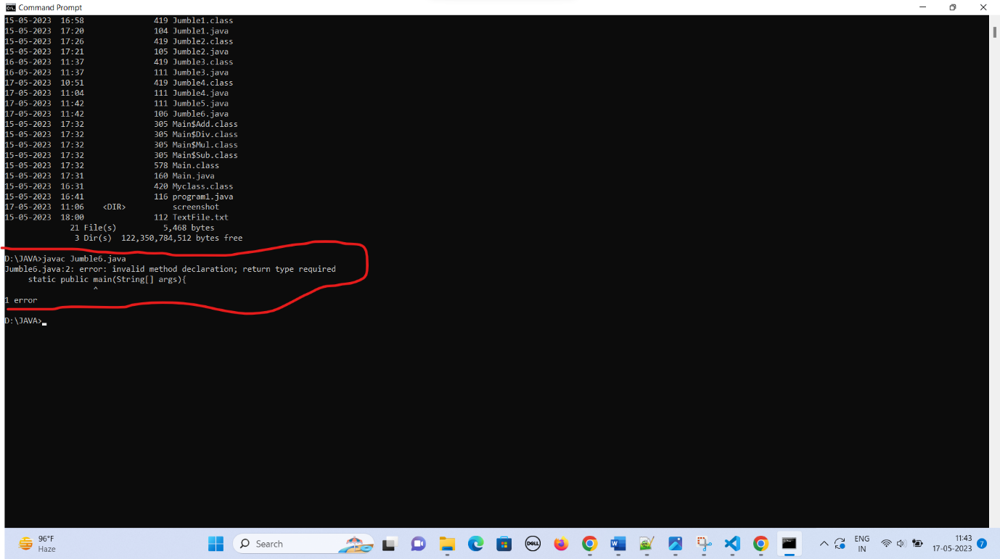 Command Prompt
15-05-2023  16:58               419 Jumble1.class
15-05-2023  17:20               104 Jumble1.java
15-05-2023  17:26               419 Jumble2.class
15-05-2023  17:21               105 Jumble2.java
16-05-2023  11:37               419 Jumble3.class
16-05-2023  11:37               111 Jumble3.java
17-05-2023  10:51               419 Jumble4.class
17-05-2023  11:04               111 Jumble4.java
17-05-2023  11:42               111 Jumble5.java
17-05-2023  11:42               106 Jumble6.java
15-05-2023  17:32               305 Main$Add.class
15-05-2023  17:32               305 Main$Div.class
15-05-2023  17:32               305 Main$Mul.class
15-05-2023  17:32               305 Main$Sub.class
15-05-2023  17:32               578 Main.class
15-05-2023  17:31               160 Main.java
15-05-2023  16:31               420 Myclass.class
15-05-2023  16:41               116 program1.java
17-05-2023  11:06    <DIR>          screenshot
15-05-2023  18:00               112 TextFile.txt
21 File(s)          5,468 bytes
3 Dir(s)  122,350,784,512 bytes free
D:\JAVA>javac Jumble6.java
Jumble6.java:2: error: invalid method declaration; return type required
static public main(String[] args){
^
1 error
D:\JAVA>
96°F
Haze
Search
DELL
ENG
IN
11:43
17-05-2023
7